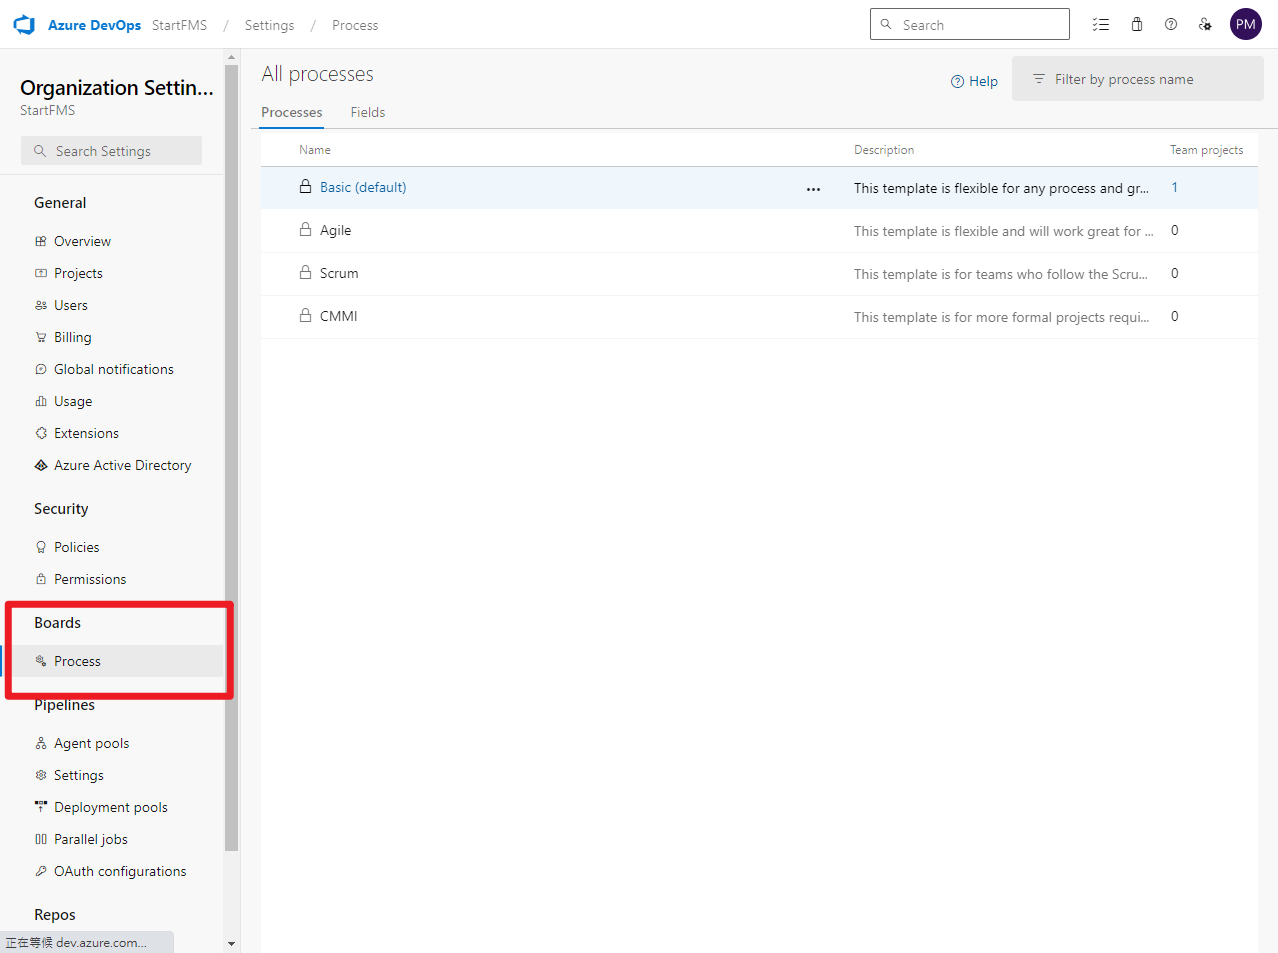 Azure DevOps StartFMS / Settings / Process
Search
PM
Organization Settin...
StartFMS
Search Settings
General
Overview
Projects
Users
Billing
Global notifications
Usage
Extensions
Azure Active Directory
Security
Policies
Permissions
Boards
Process
Pipelines
Agent pools
Settings
Deployment pools
Parallel jobs
OAuth configurations
Repos
正在等候 dev.azure.com...
All processes
Help
Filter by process name
Processes Fields
Name Description Team projects
Basic (default) ... This template is flexible for any process and gr... 1
Agile This template is flexible and will work great for ... 0
Scrum This template is for teams who follow the Scru... 0
CMMI This template is for more formal projects requi... 0